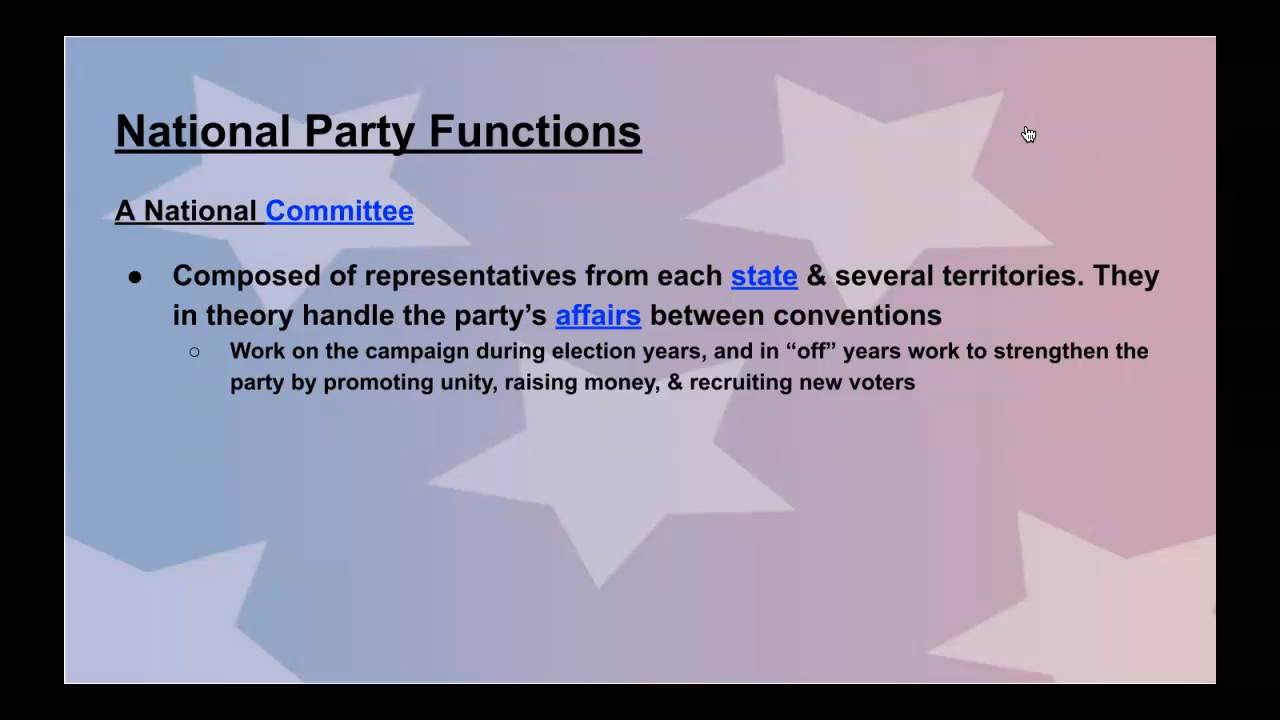 National Party Functions
A National Committee
● Composed of representatives from each state & several territories. They
in theory handle the party’s affairs between conventions
○ Work on the campaign during election years, and in “off” years work to strengthen the
party by promoting unity, raising money, & recruiting new voters